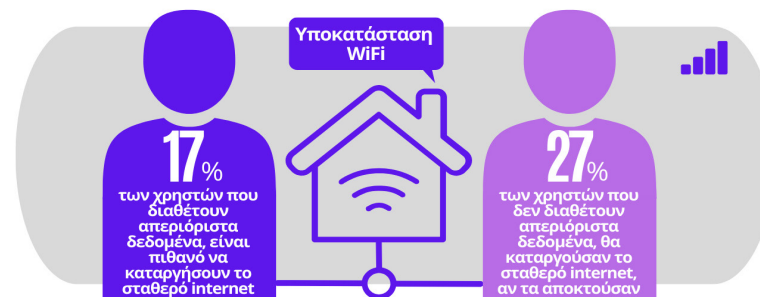 Υποκατάσταση
WiFi
17%
των χρηστών που
διαθέτουν
απεριόριστα
δεδομένα, είναι
πιθανό να
καταργήσουν το
σταθερό internet
27%
των χρηστών που
δεν διαθέτουν
απεριόριστα
δεδομένα, θα
καταργούσαν το
σταθερό internet,
αν τα αποκτούσαν